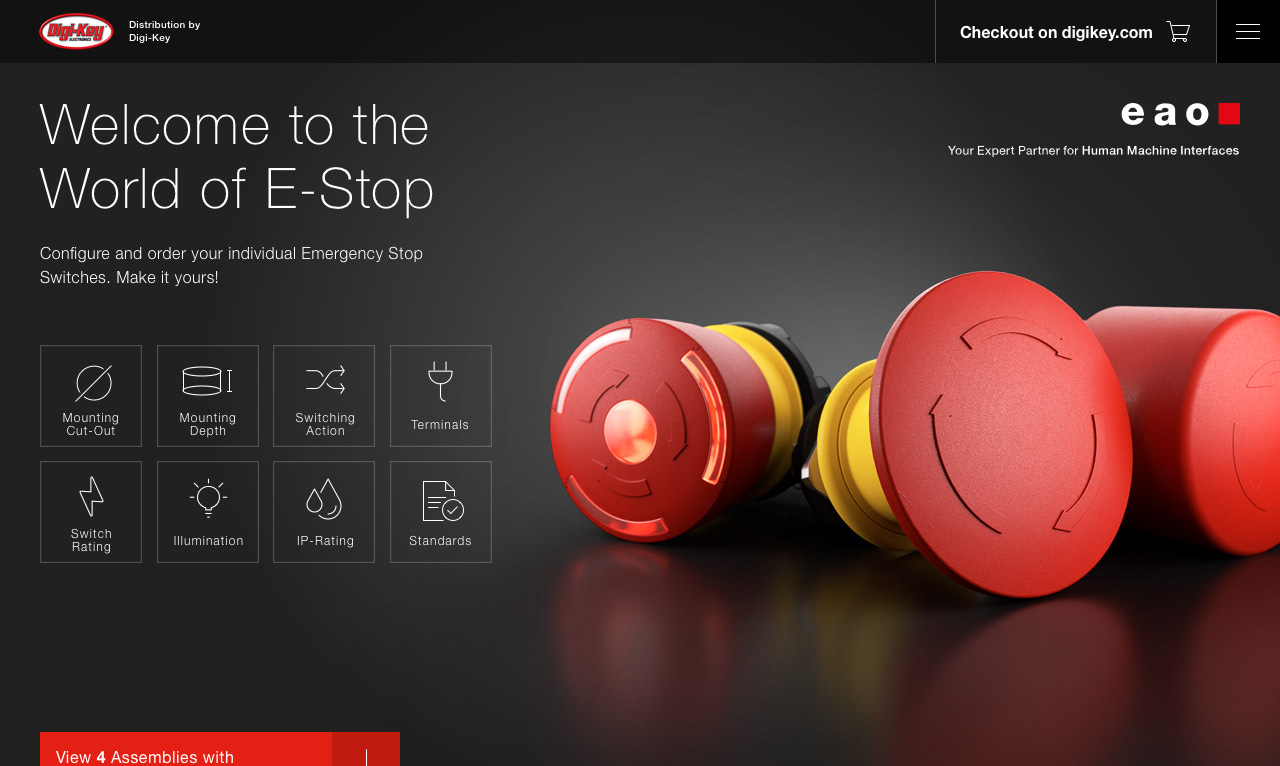 Digi-Key
ELECTRONICS
Distribution by
Digi-Key
Checkout on digikey.com
Welcome to the
World of E-Stop
eao
Your Expert Partner for Human Machine Interfaces
Configure and order your individual Emergency Stop
Switches. Make it yours!
Mounting
Cut-Out
Mounting
Depth
Switching
Action
Terminals
Switch
Rating
Illumination
IP-Rating
Standards
View 4 Assemblies with